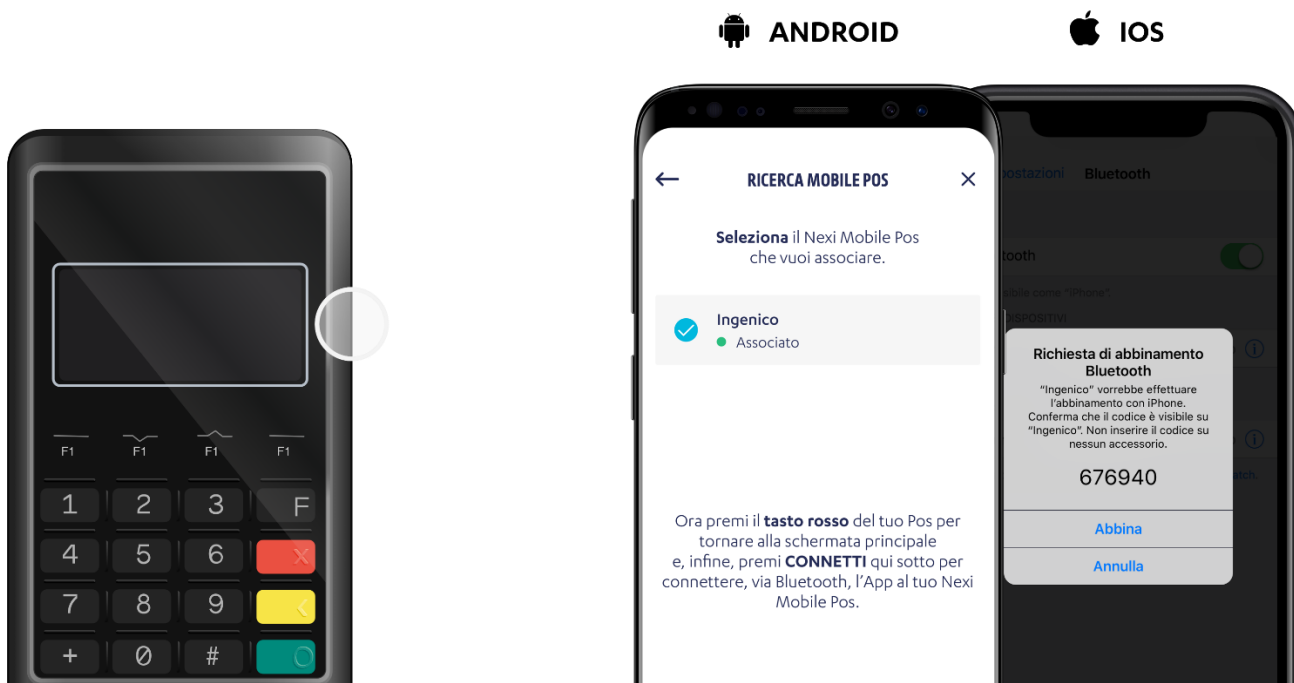 ANDROID
IOS
F1
F1
F1
F1
1 2 3 F
4 5 6 X
7 8 9 <
+ 0 # O
RICERCA MOBILE POS
Seleziona il Nexi Mobile Pos
che vuoi associare.
Ingenico
Associato
Ora premi il tasto rosso del tuo Pos per
tornare alla schermata principale
e, infine, premi CONNETTI qui sotto per
connettere, via Bluetooth, l'App al tuo Nexi
Mobile Pos.
Bluetooth
Richiesta di abbinamento
Bluetooth
"Ingenico" vorrebbe effettuare
l'abbinamento con iPhone.
Conferma che il codice è visibile su
"Ingenico". Non inserire il codice su
nessun accessorio.
676940
Abbina
Annulla